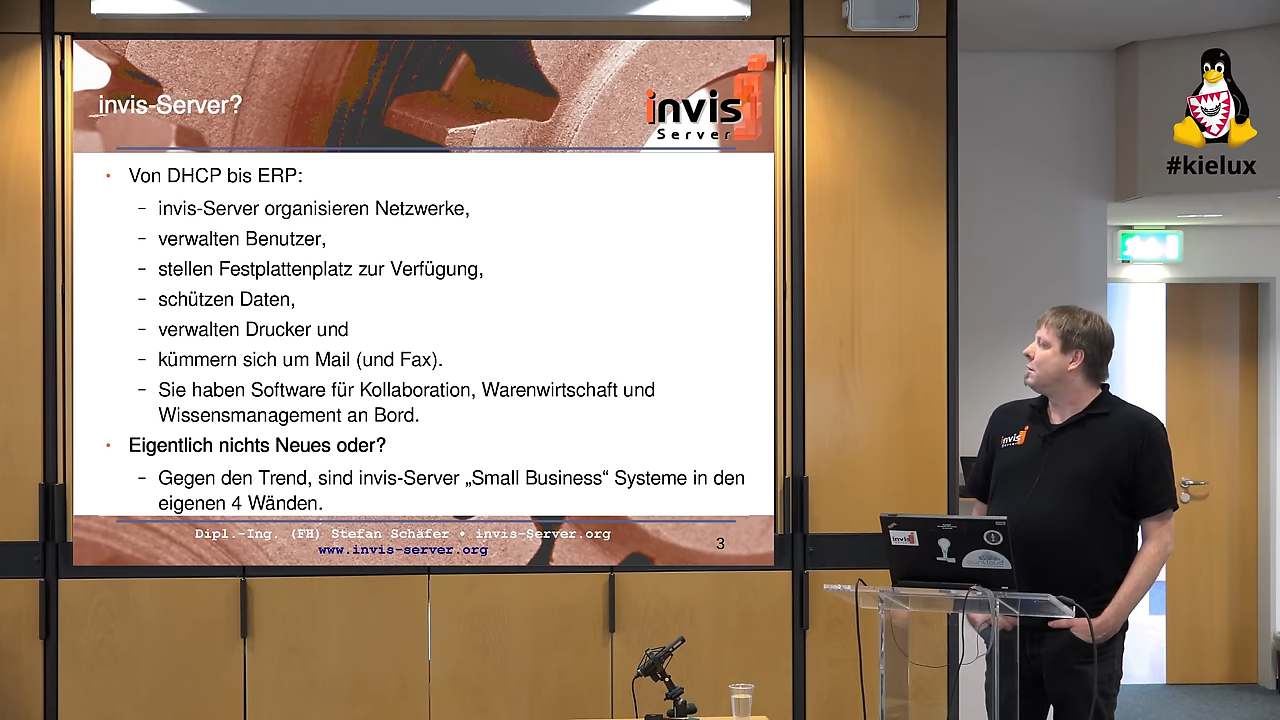 invis-Server?
invis
Server
Von DHCP bis ERP:
invis-Server organisieren Netzwerke,
verwalten Benutzer,
stellen Festplattenplatz zur Verfügung,
schützen Daten,
verwalten Drucker und
kümmern sich um Mail (und Fax).
Sie haben Software für Kollaboration, Warenwirtschaft und
Wissensmanagement an Bord.
Eigentlich nichts Neues oder?
Gegen den Trend, sind invis-Server „Small Business“ Systeme in den
eigenen 4 Wänden.
Dipl.-Ing. (FH) Stefan Schäfer • invis-Server.org
www.invis-server.org
3
#kielux
invis
Server
invis
ownCloud